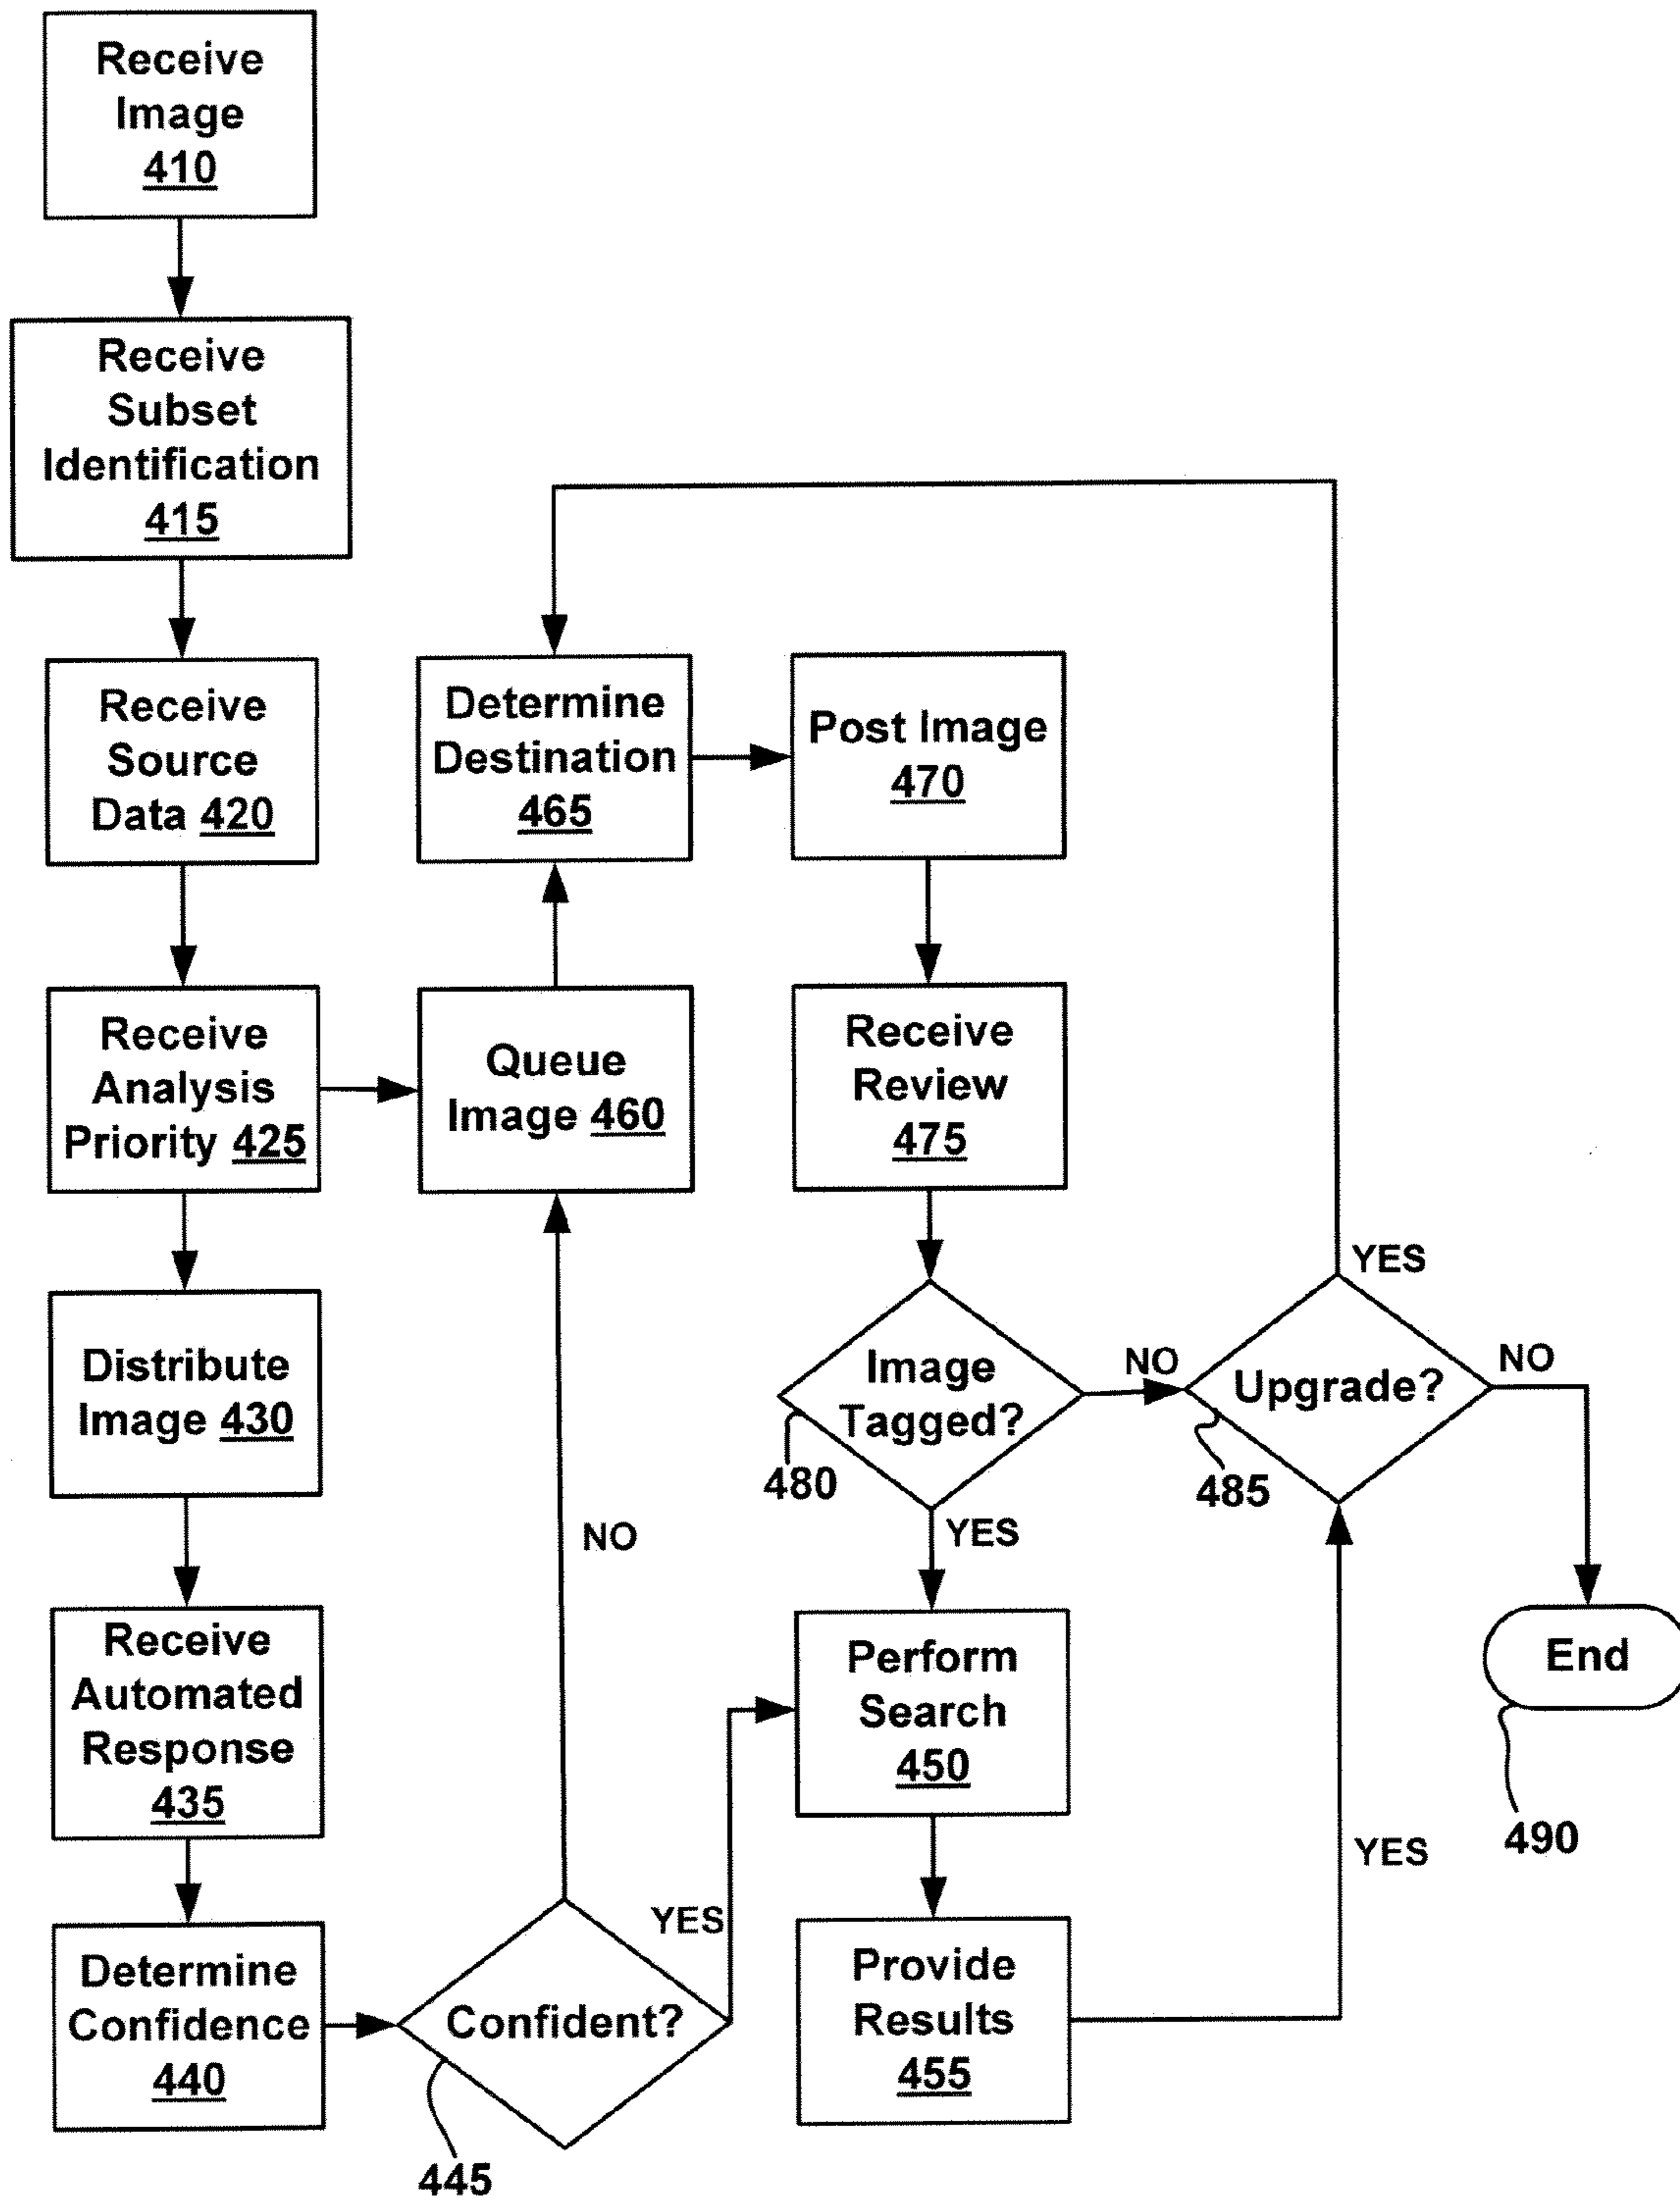 Receive
Image
410
Receive
Subset
Identification
415
Receive
Source
Data 420
Receive
Analysis
Priority 425
Distribute
Image 430
Receive
Automated
Response
435
Determine
Confidence
440
Confident?
445
NO
YES
Queue
Image 460
Determine
Destination
465
Post Image
470
Receive
Review
475
Image
Tagged?
480
NO
YES
Perform
Search
450
Provide
Results
455
YES
Upgrade?
485
YES
NO
End
490